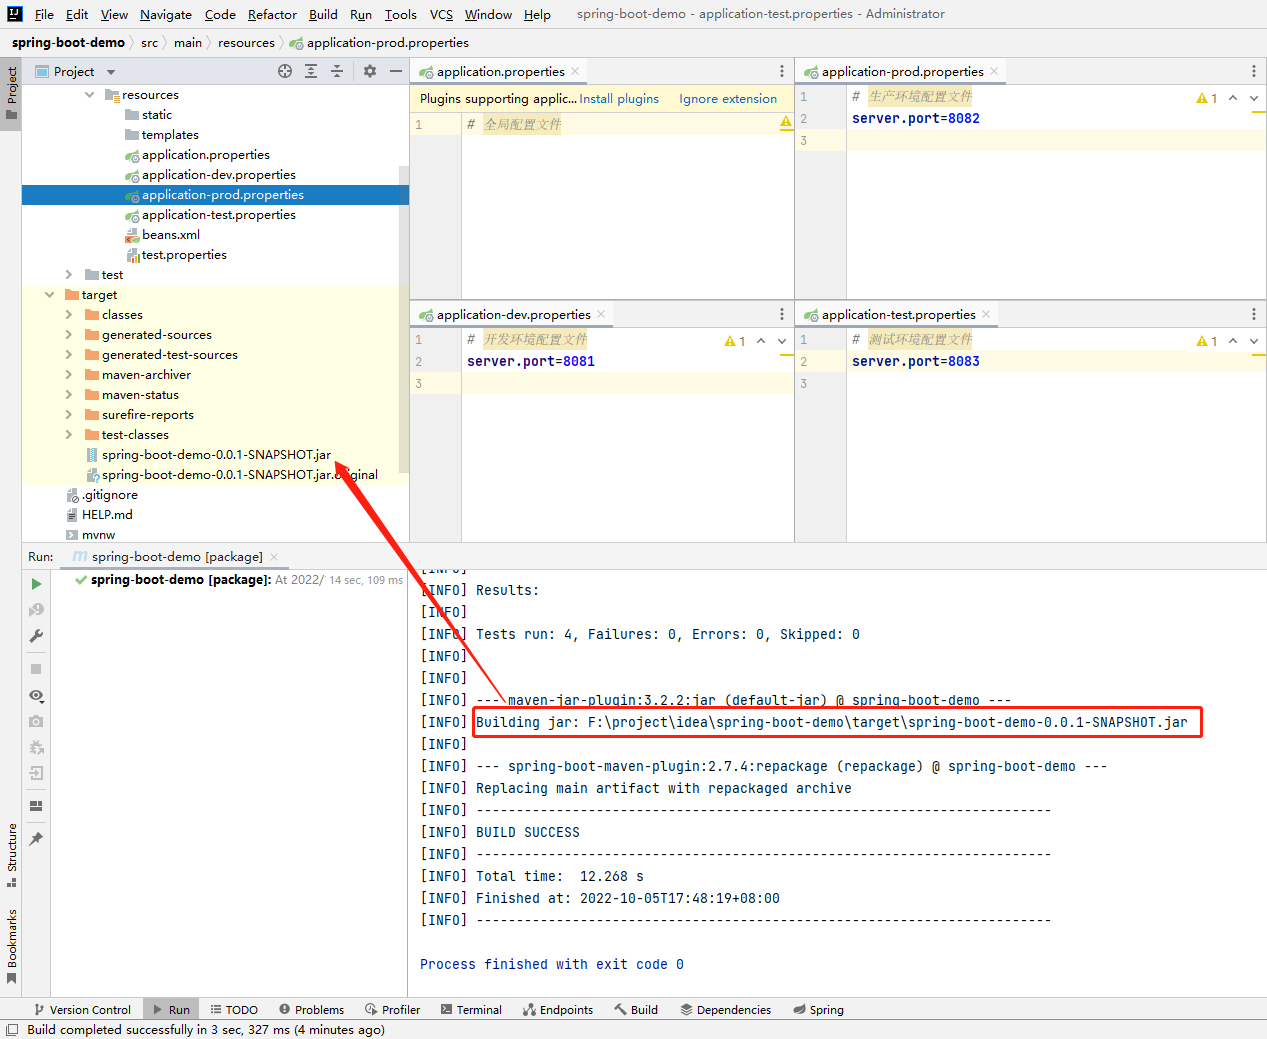 File Edit View Navigate Code Refactor Build Run Tools VCS Window Help spring-boot-demo - application-test.properties - Administrator
spring-boot-demo src main resources application-prod.properties
Project
Project
resources
static
templates
application.properties
application-dev.properties
application-prod.properties
application-test.properties
beans.xml
test.properties
test
target
classes
generated-sources
generated-test-sources
maven-archiver
maven-status
surefire-reports
test-classes
spring-boot-demo-0.0.1-SNAPSHOT.jar
spring-boot-demo-0.0.1-SNAPSHOT.jar.original
.gitignore
HELP.md
mvnw
application.properties
Plugins supporting applic... Install plugins Ignore extension
1 # 全局配置文件
application-prod.properties
1 # 生产环境配置文件 1
2 server.port=8082
3
application-dev.properties
1 # 开发环境配置文件 1
2 server.port=8081
3
application-test.properties
1 # 测试环境配置文件 1
2 server.port=8083
3
Run: spring-boot-demo [package]
spring-boot-demo [package]: At 2022/ 14 sec, 109 ms
[INFO]
[INFO] Results:
[INFO]
[INFO] Tests run: 4, Failures: 0, Errors: 0, Skipped: 0
[INFO]
[INFO]
[INFO] --- maven-jar-plugin:3.2.2:jar (default-jar) @ spring-boot-demo ---
[INFO] Building jar: F:\project\idea\spring-boot-demo\target\spring-boot-demo-0.0.1-SNAPSHOT.jar
[INFO]
[INFO] --- spring-boot-maven-plugin:2.7.4:repackage (repackage) @ spring-boot-demo ---
[INFO] Replacing main artifact with repackaged archive
[INFO] ------------------------------------------------------------------------
[INFO] BUILD SUCCESS
[INFO] ------------------------------------------------------------------------
[INFO] Total time:  12.268 s
[INFO] Finished at: 2022-10-05T17:48:19+08:00
[INFO] ------------------------------------------------------------------------
Process finished with exit code 0
Structure
Bookmarks
Version Control Run TODO Problems Profiler Terminal Endpoints Build Dependencies Spring
Build completed successfully in 3 sec, 327 ms (4 minutes ago)